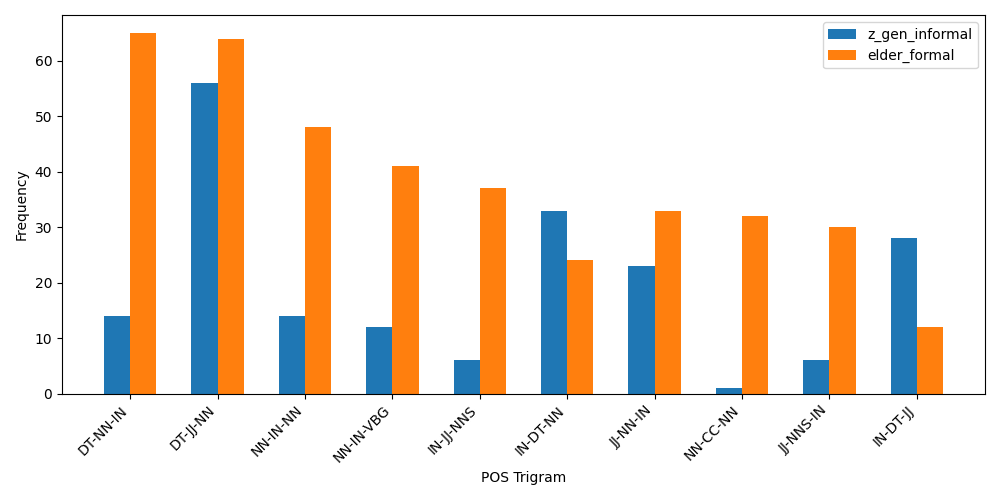 z_gen_informal
elder_formal
Frequency
60
50
40
30
20
10
0
DT-NN-IN
DT-JJ-NN
NN-IN-NN
NN-IN-VBG
IN-JJ-NNS
IN-DT-NN
JJ-NN-IN
NN-CC-NN
JJ-NNS-IN
IN-DT-JJ
POS Trigram